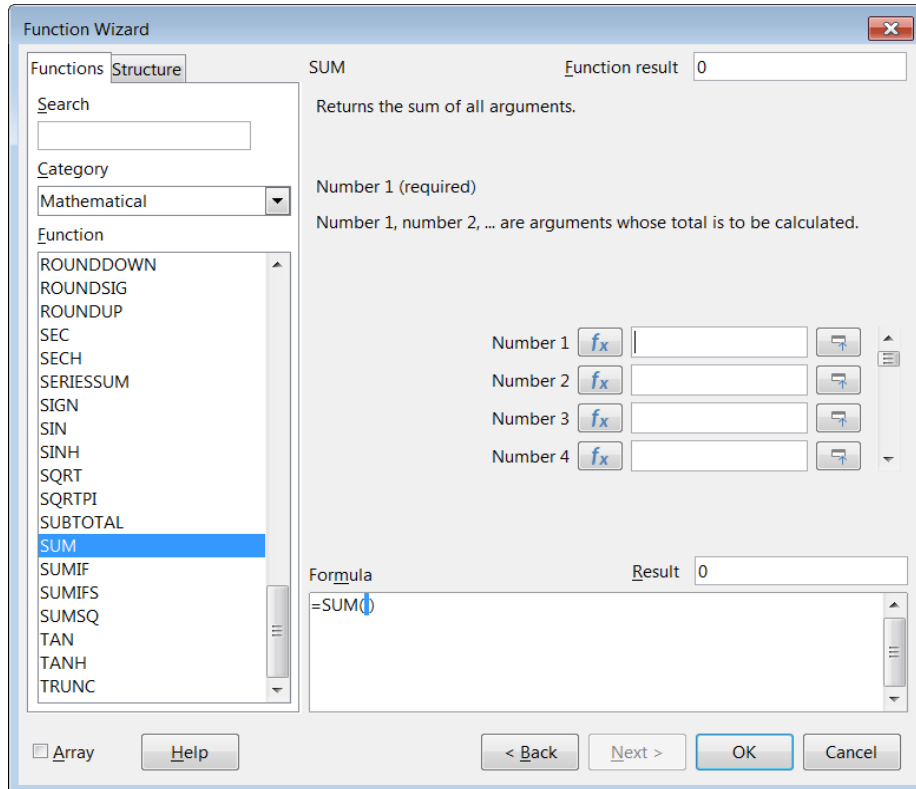 Function Wizard
Functions Structure
Search
Category
Mathematical
Function
ROUNDDOWN
ROUNDSIG
ROUNDUP
SEC
SECH
SERIESSUM
SIGN
SIN
SINH
SQRT
SQRTPI
SUBTOTAL
SUM
SUMIF
SUMIFS
SUMSQ
TAN
TANH
TRUNC
SUM Function result 0
Returns the sum of all arguments.
Number 1 (required)
Number 1, number 2, ... are arguments whose total is to be calculated.
Number 1 fx
Number 2 fx
Number 3 fx
Number 4 fx
Formula Result 0
=SUM()
Array Help < Back Next > OK Cancel